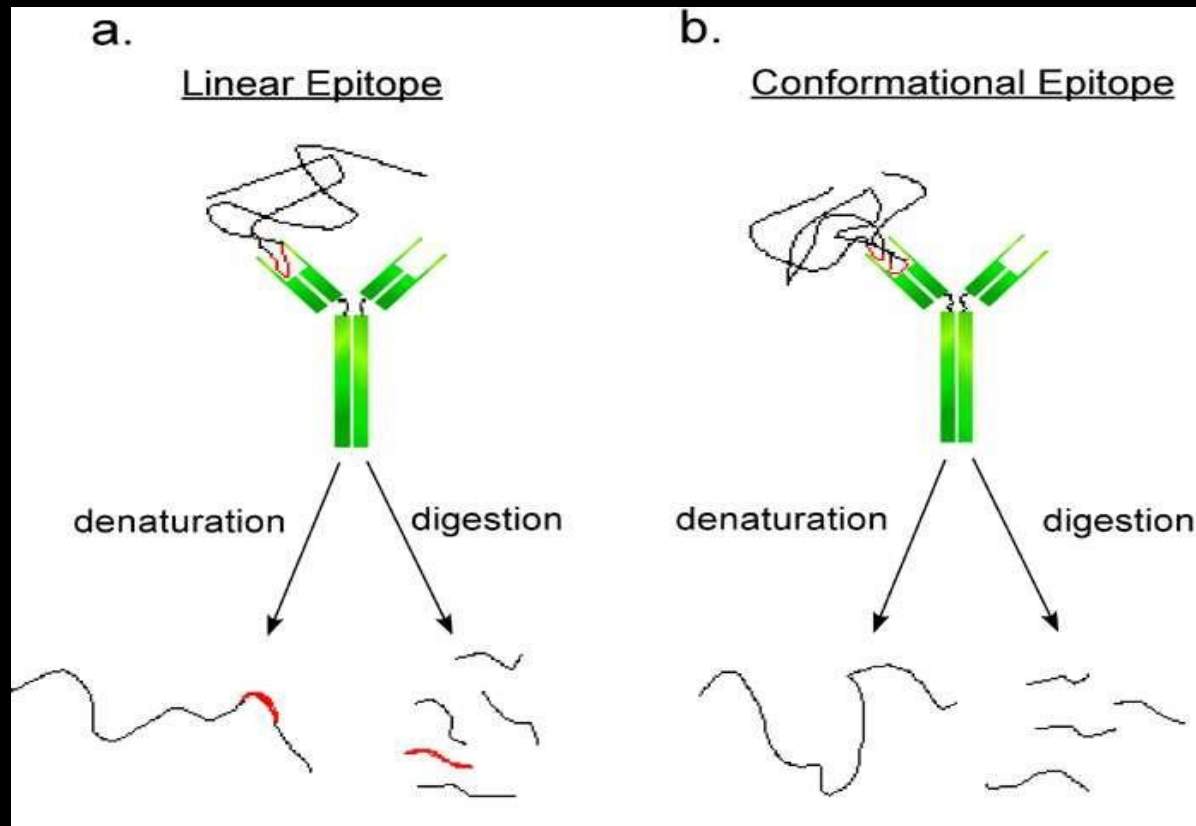 a.
Linear Epitope
denaturation
digestion
b.
Conformational Epitope
denaturation
digestion